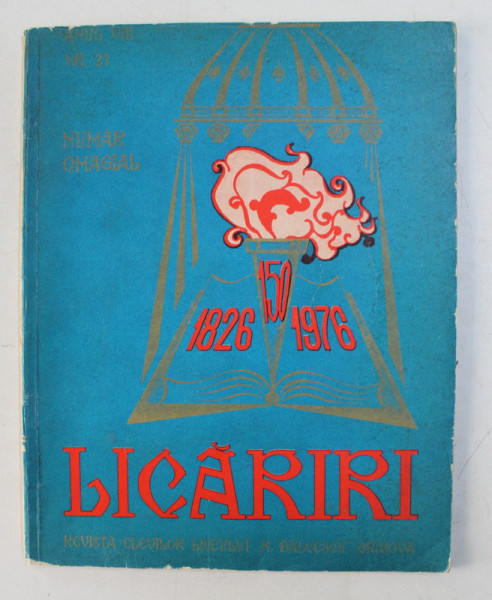 ANUL VIII
NR. 21
NUMĂR
OMAGIAL
150
1826 1976
LICĂRIRI
REVISTA ELEVILOR LICEULUI N. BĂLCESCU CRAIOVA